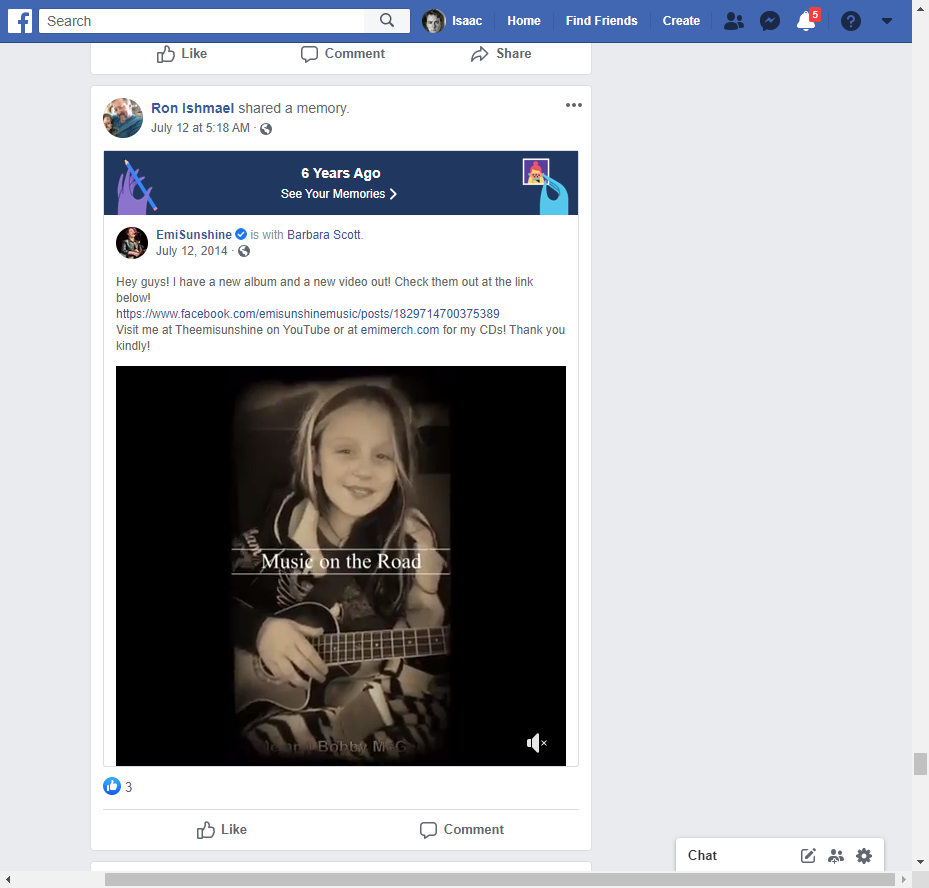 Search
Isaac
Home
Find Friends
Create
5
Like
Comment
Share
Ron Ishmael shared a memory.
July 12 at 5:18 AM ·
6 Years Ago
See Your Memories
EmiSunshine is with Barbara Scott.
July 12, 2014 ·
Hey guys! I have a new album and a new video out! Check them out at the link
below!
https://www.facebook.com/emisunshinemusic/posts/1829714700375389
Visit me at Theemisunshine on YouTube or at emimerch.com for my CDs! Thank you
kindly!
Music on the Road
Bobby
3
Like
Comment
Chat